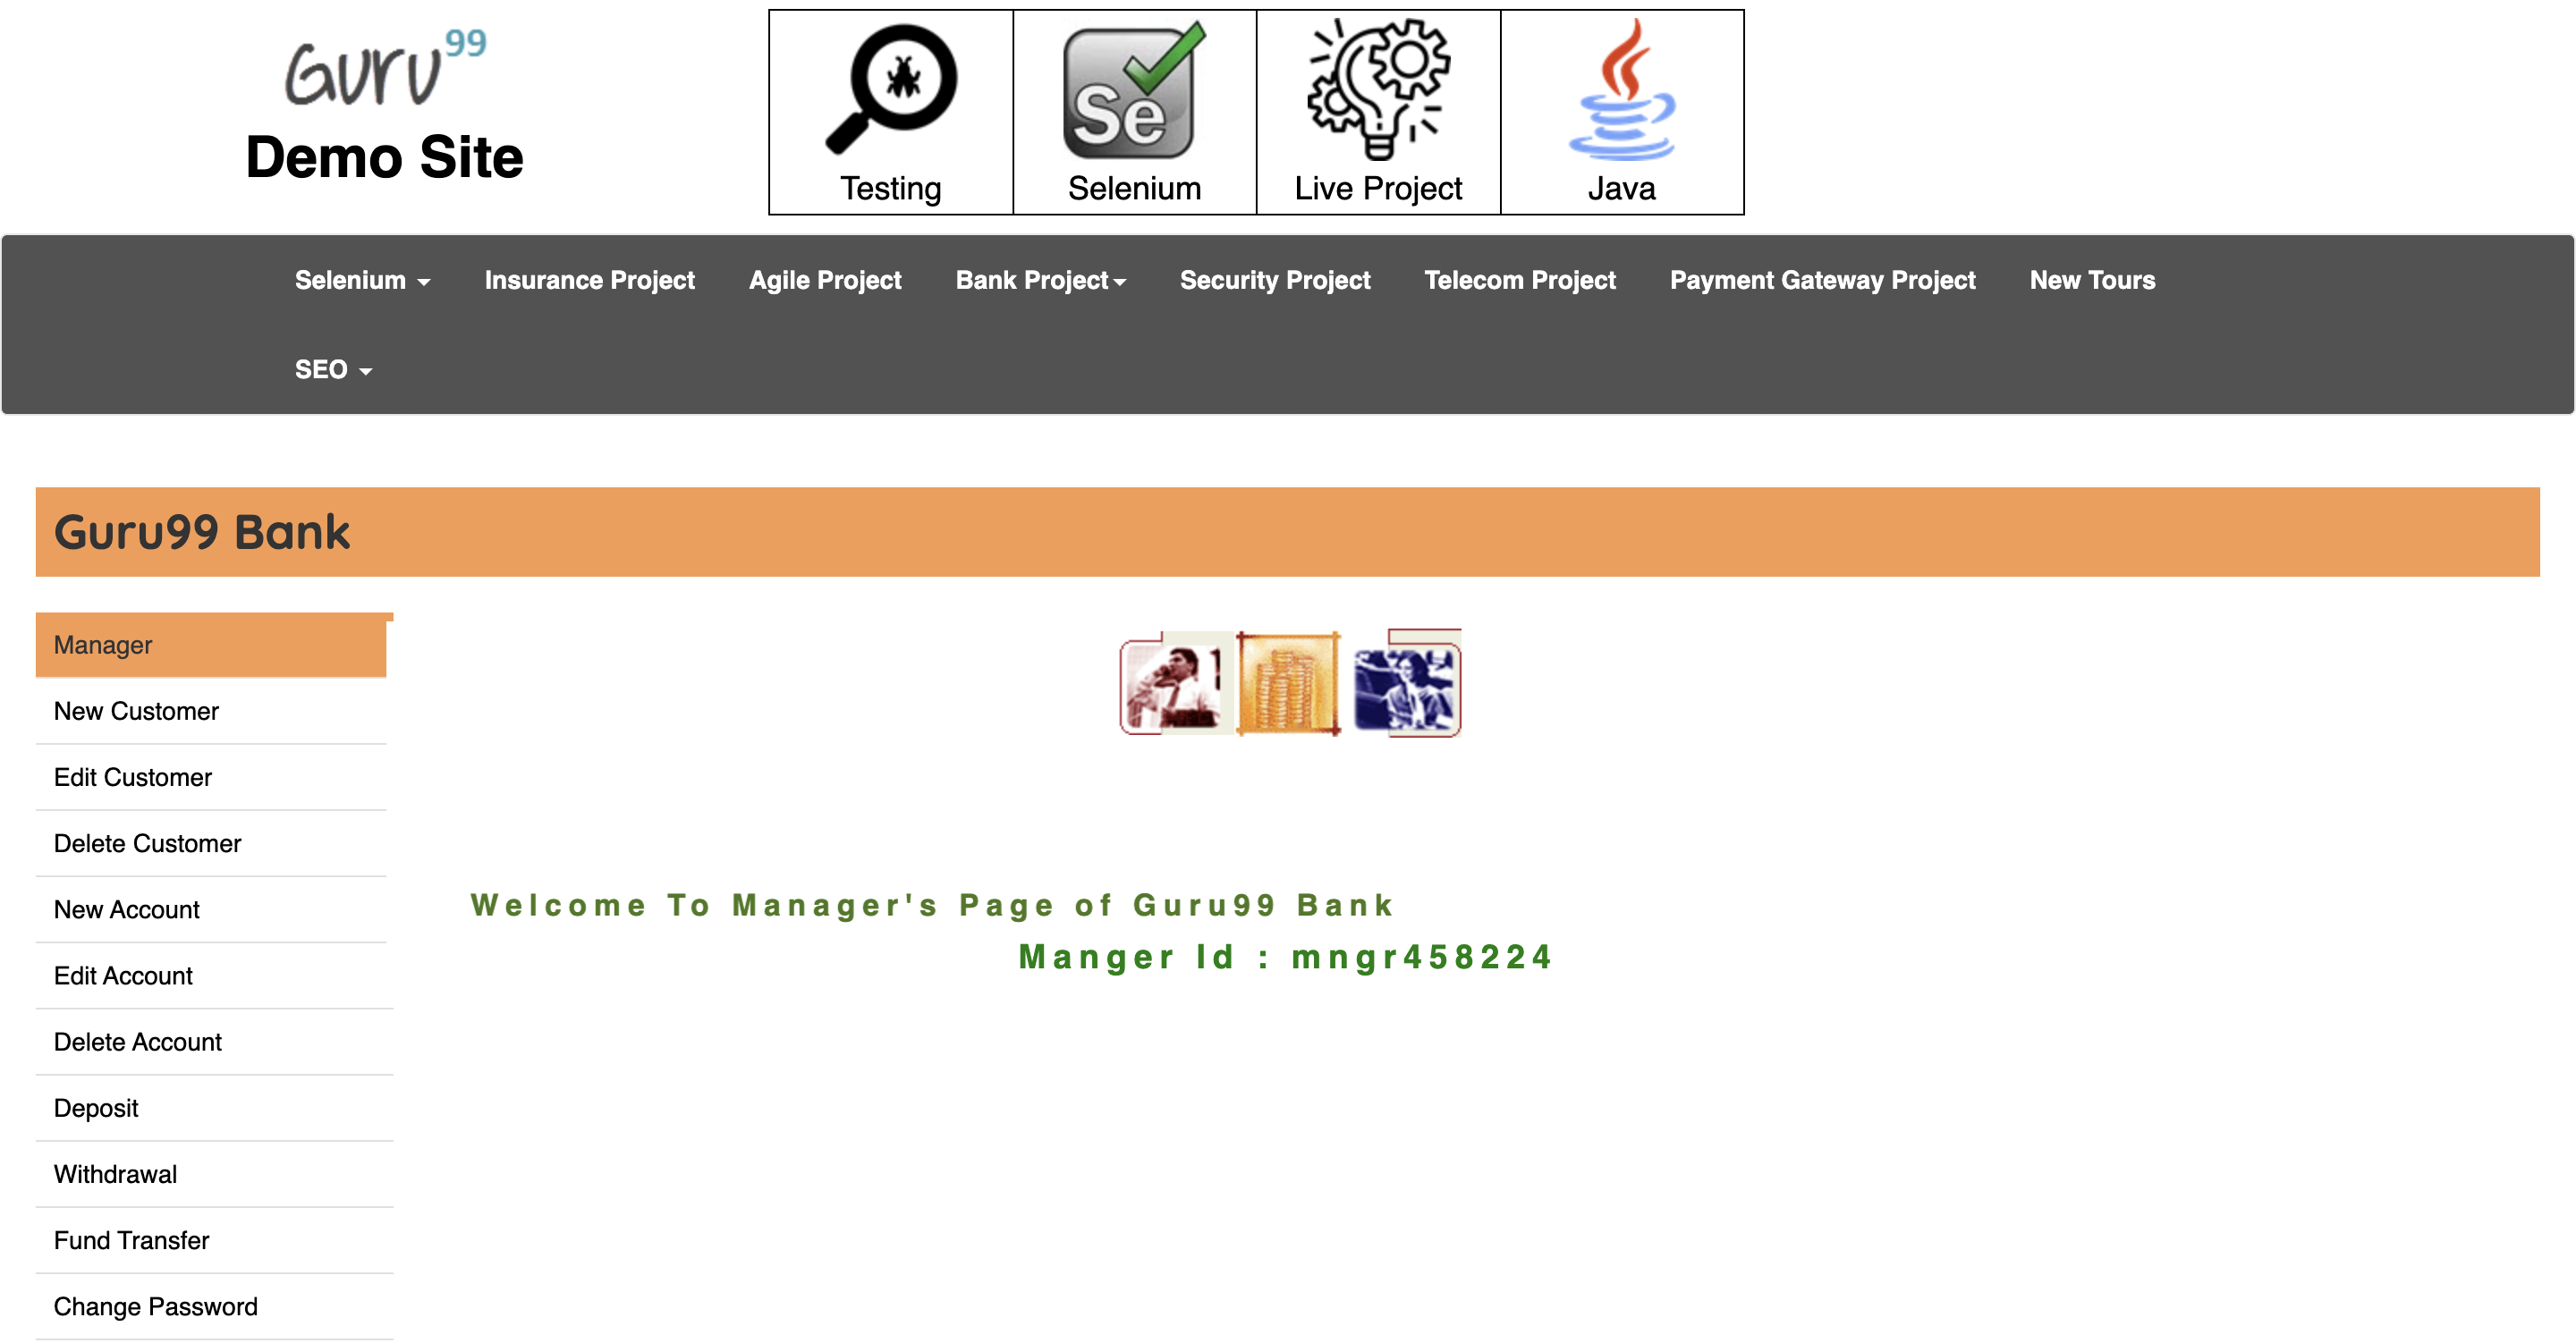 Guru99
Demo Site
Testing
Se
Selenium
Live Project
Java
Selenium
Insurance Project
Agile Project
Bank Project
Security Project
Telecom Project
Payment Gateway Project
New Tours
SEO
Guru99 Bank
Manager
New Customer
Edit Customer
Delete Customer
New Account
Edit Account
Delete Account
Deposit
Withdrawal
Fund Transfer
Change Password
Welcome To Manager's Page of Guru99 Bank
Manger Id : mngr458224